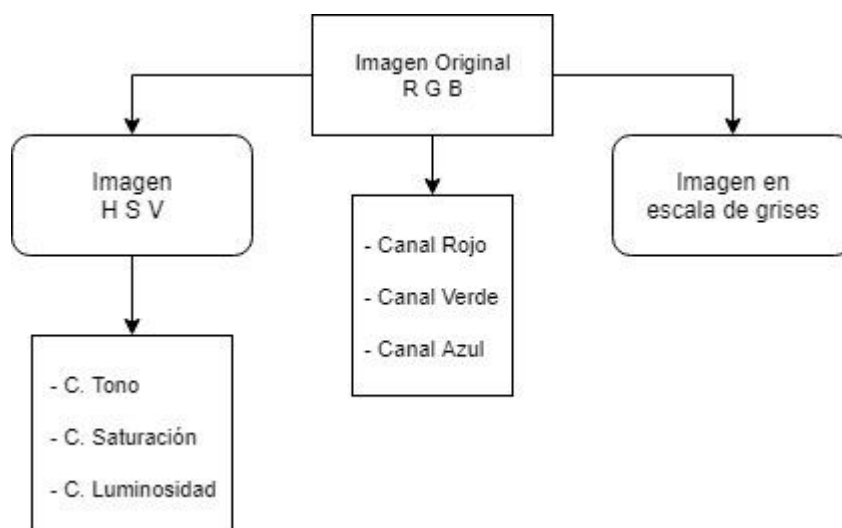 Imagen Original
R G B
Imagen
H S V
Imagen en
escala de grises
- Canal Rojo
- Canal Verde
- Canal Azul
- C. Tono
- C. Saturación
- C. Luminosidad